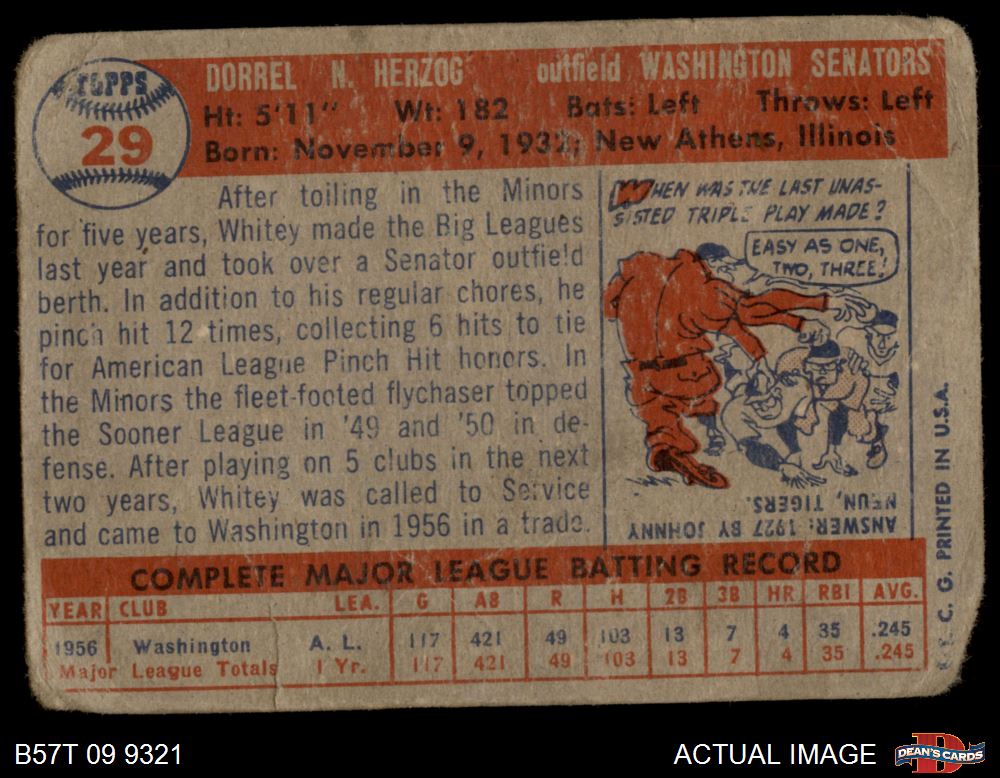 TOPPS
29
DORREL N. HERZOG outfield WASHINGTON SENATORS
Ht: 5'11" Wt: 182 Bats: Left Throws: Left
Born: November 9, 1932; New Athens, Illinois
After toiling in the Minors
for five years, Whitey made the Big Leagues
last year and took over a Senator outfield
berth. In addition to his regular chores, he
pinch hit 12 times, collecting 6 hits to tie
for American League Pinch Hit honors. In
the Minors the fleet-footed flychaser topped
the Sooner League in '49 and '50 in de-
fense. After playing on 5 clubs in the next
two years, Whitey was called to Service
and came to Washington in 1956 in a trade.
WHEN WAS THE LAST UNAS-
SISTED TRIPLE PLAY MADE?
EASY AS ONE,
TWO, THREE!
ANSWER: 1927 BY JOHNNY
NEUN, TIGERS.
C. G. PRINTED IN U.S.A.
COMPLETE MAJOR LEAGUE BATTING RECORD
YEAR CLUB LEA. G AB R H 2B 3B HR RBI AVG.
1956 Washington A. L. 117 421 49 103 13 7 4 35 .245
Major League Totals 1 Yr. 117 421 49 103 13 7 4 35 .245
B57T 09 9321
ACTUAL IMAGE
D
DEAN'S CARDS